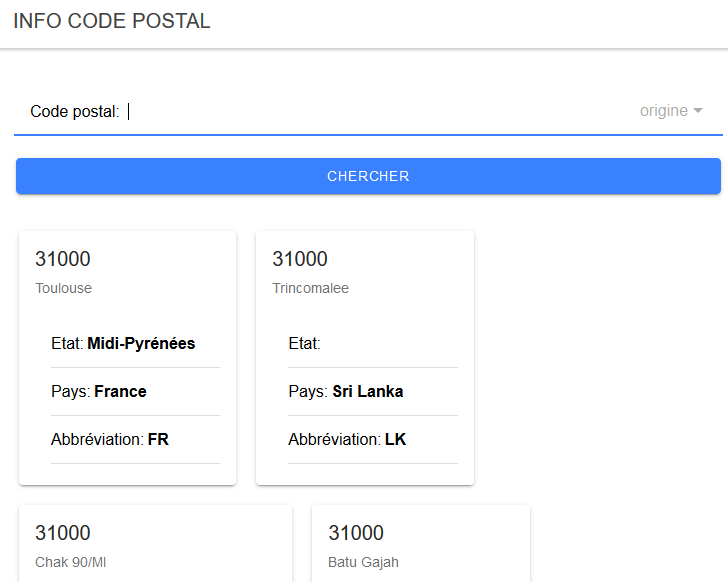 INFO CODE POSTAL
Code postal:
origine
CHERCHER
31000
Toulouse
Etat: Midi-Pyrénées
Pays: France
Abbréviation: FR
31000
Trincomalee
Etat:
Pays: Sri Lanka
Abbréviation: LK
31000
Chak 90/Ml
31000
Batu Gajah